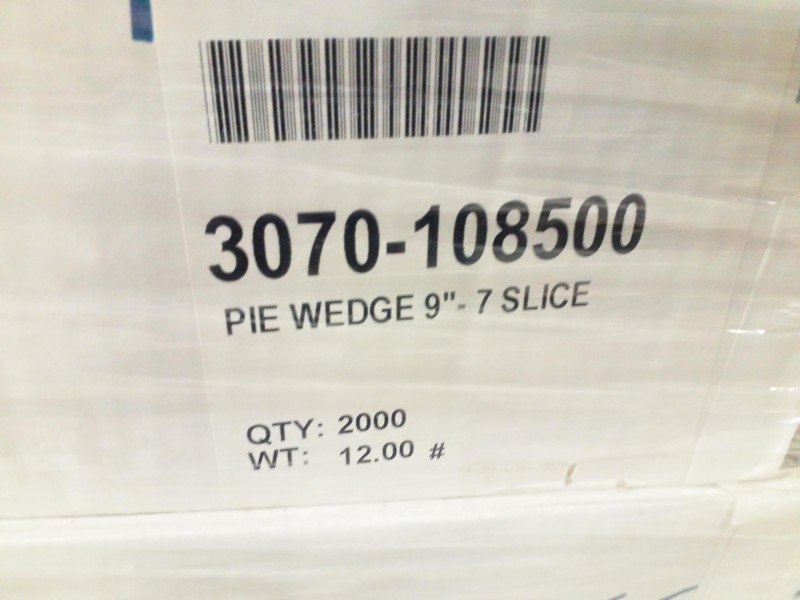 3070-108500
PIE WEDGE 9"- 7 SLICE
QTY: 2000
WT: 12.00 #